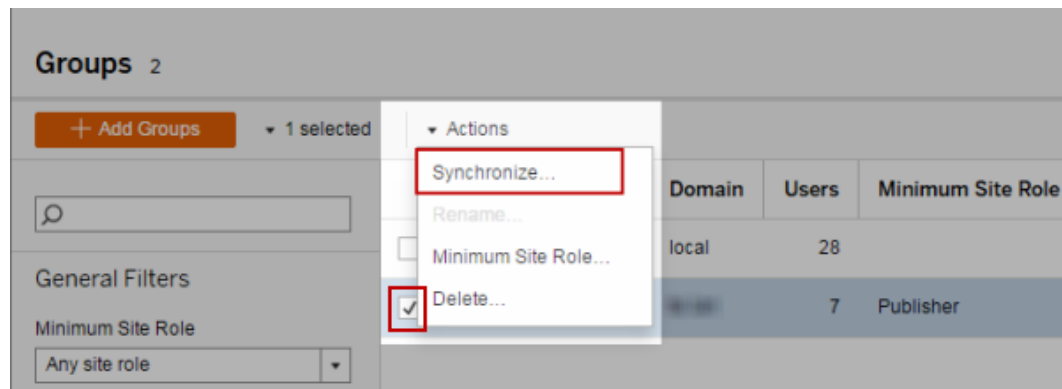 Groups 2
+ Add Groups
1 selected
Actions
Synchronize...
Rename...
Minimum Site Role...
Delete...
Domain
Users
Minimum Site Role
local
28
7
Publisher
General Filters
Minimum Site Role
Any site role